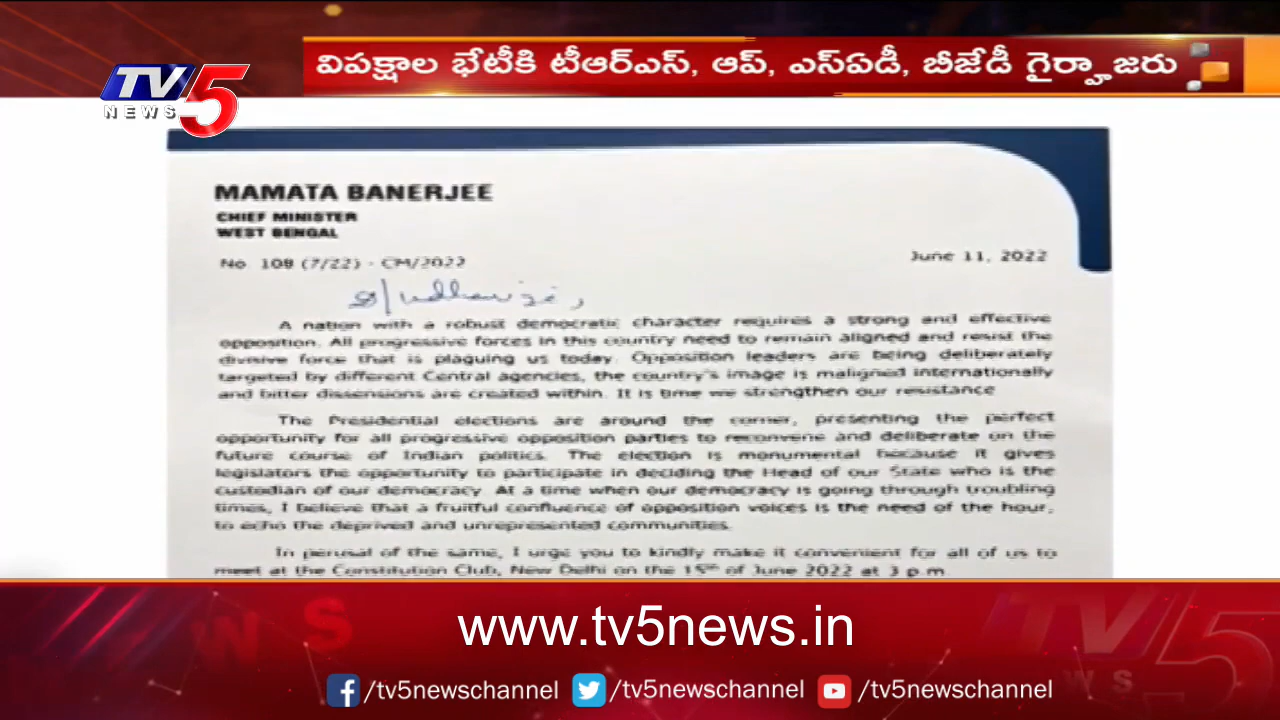 విపక్షాల భేటీకి టీఆర్ఎస్, ఆప్, ఎస్ఏడీ, బీజేడీ గైర్హాజరు
TV5
NEWS
MAMATA BANERJEE
CHIEF MINISTER
WEST BENGAL
No 108 (7/22) - CM/2022
June 11, 2022
A nation with a robust democratic character requires a strong and effective
opposition. All progressive forces in this country need to remain aligned and resist the
divisive force that is plaguing us today. Opposition leaders are being deliberately
targeted by different Central agencies, the country's image is maligned internationally
and bitter dissensions are created within. It is time we strengthen our resistance
The Presidential elections are around the corner, presenting the perfect
opportunity for all progressive opposition parties to reconvene and deliberate on the
future course of Indian politics. The election is monumental because it gives
legislators the opportunity to participate in deciding the Head of our State who is the
custodian of our democracy. At a time when our democracy is going through troubling
times, I believe that a fruitful confluence of opposition voices is the need of the hour,
to echo the deprived and unrepresented communities.
In perusal of the same, I urge you to kindly make it convenient for all of us to
meet at the Constitution Club, New Delhi on the 15th of June 2022 at 3 p.m
www.tv5news.in
/tv5newschannel /tv5newschannel /tv5newschannel